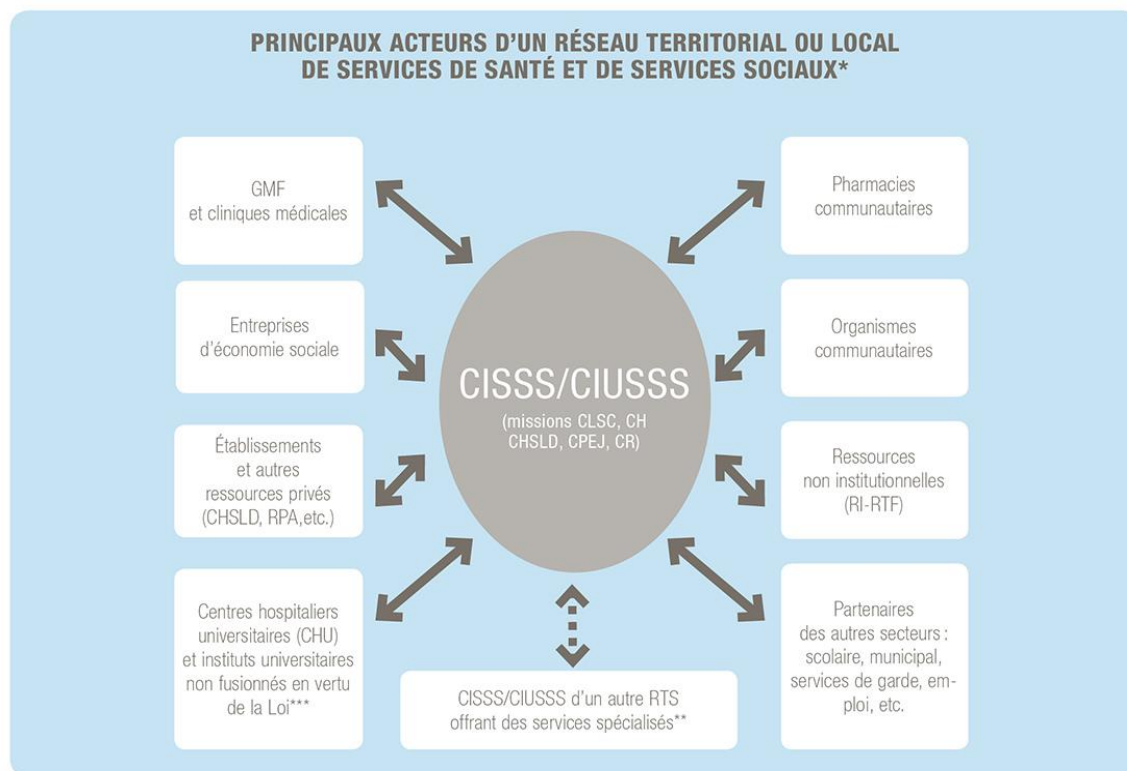 PRINCIPAUX ACTEURS D'UN RÉSEAU TERRITORIAL OU LOCAL
DE SERVICES DE SANTÉ ET DE SERVICES SOCIAUX*
GMF
et cliniques médicales
Pharmacies
communautaires
Entreprises
d'économie sociale
Organismes
communautaires
CISSS/CIUSSS
(missions CLSC, CH
CHSLD, CPEJ, CR)
Établissements
et autres
ressources privés
(CHSLD, RPA,etc.)
Ressources
non institutionnelles
(RI-RTF)
Centres hospitaliers
universitaires (CHU)
et instituts universitaires
non fusionnés en vertu
de la Loi***
CISSS/CIUSSS d'un autre RTS
offrant des services spécialisés**
Partenaires
des autres secteurs :
scolaire, municipal,
services de garde, em-
ploi, etc.